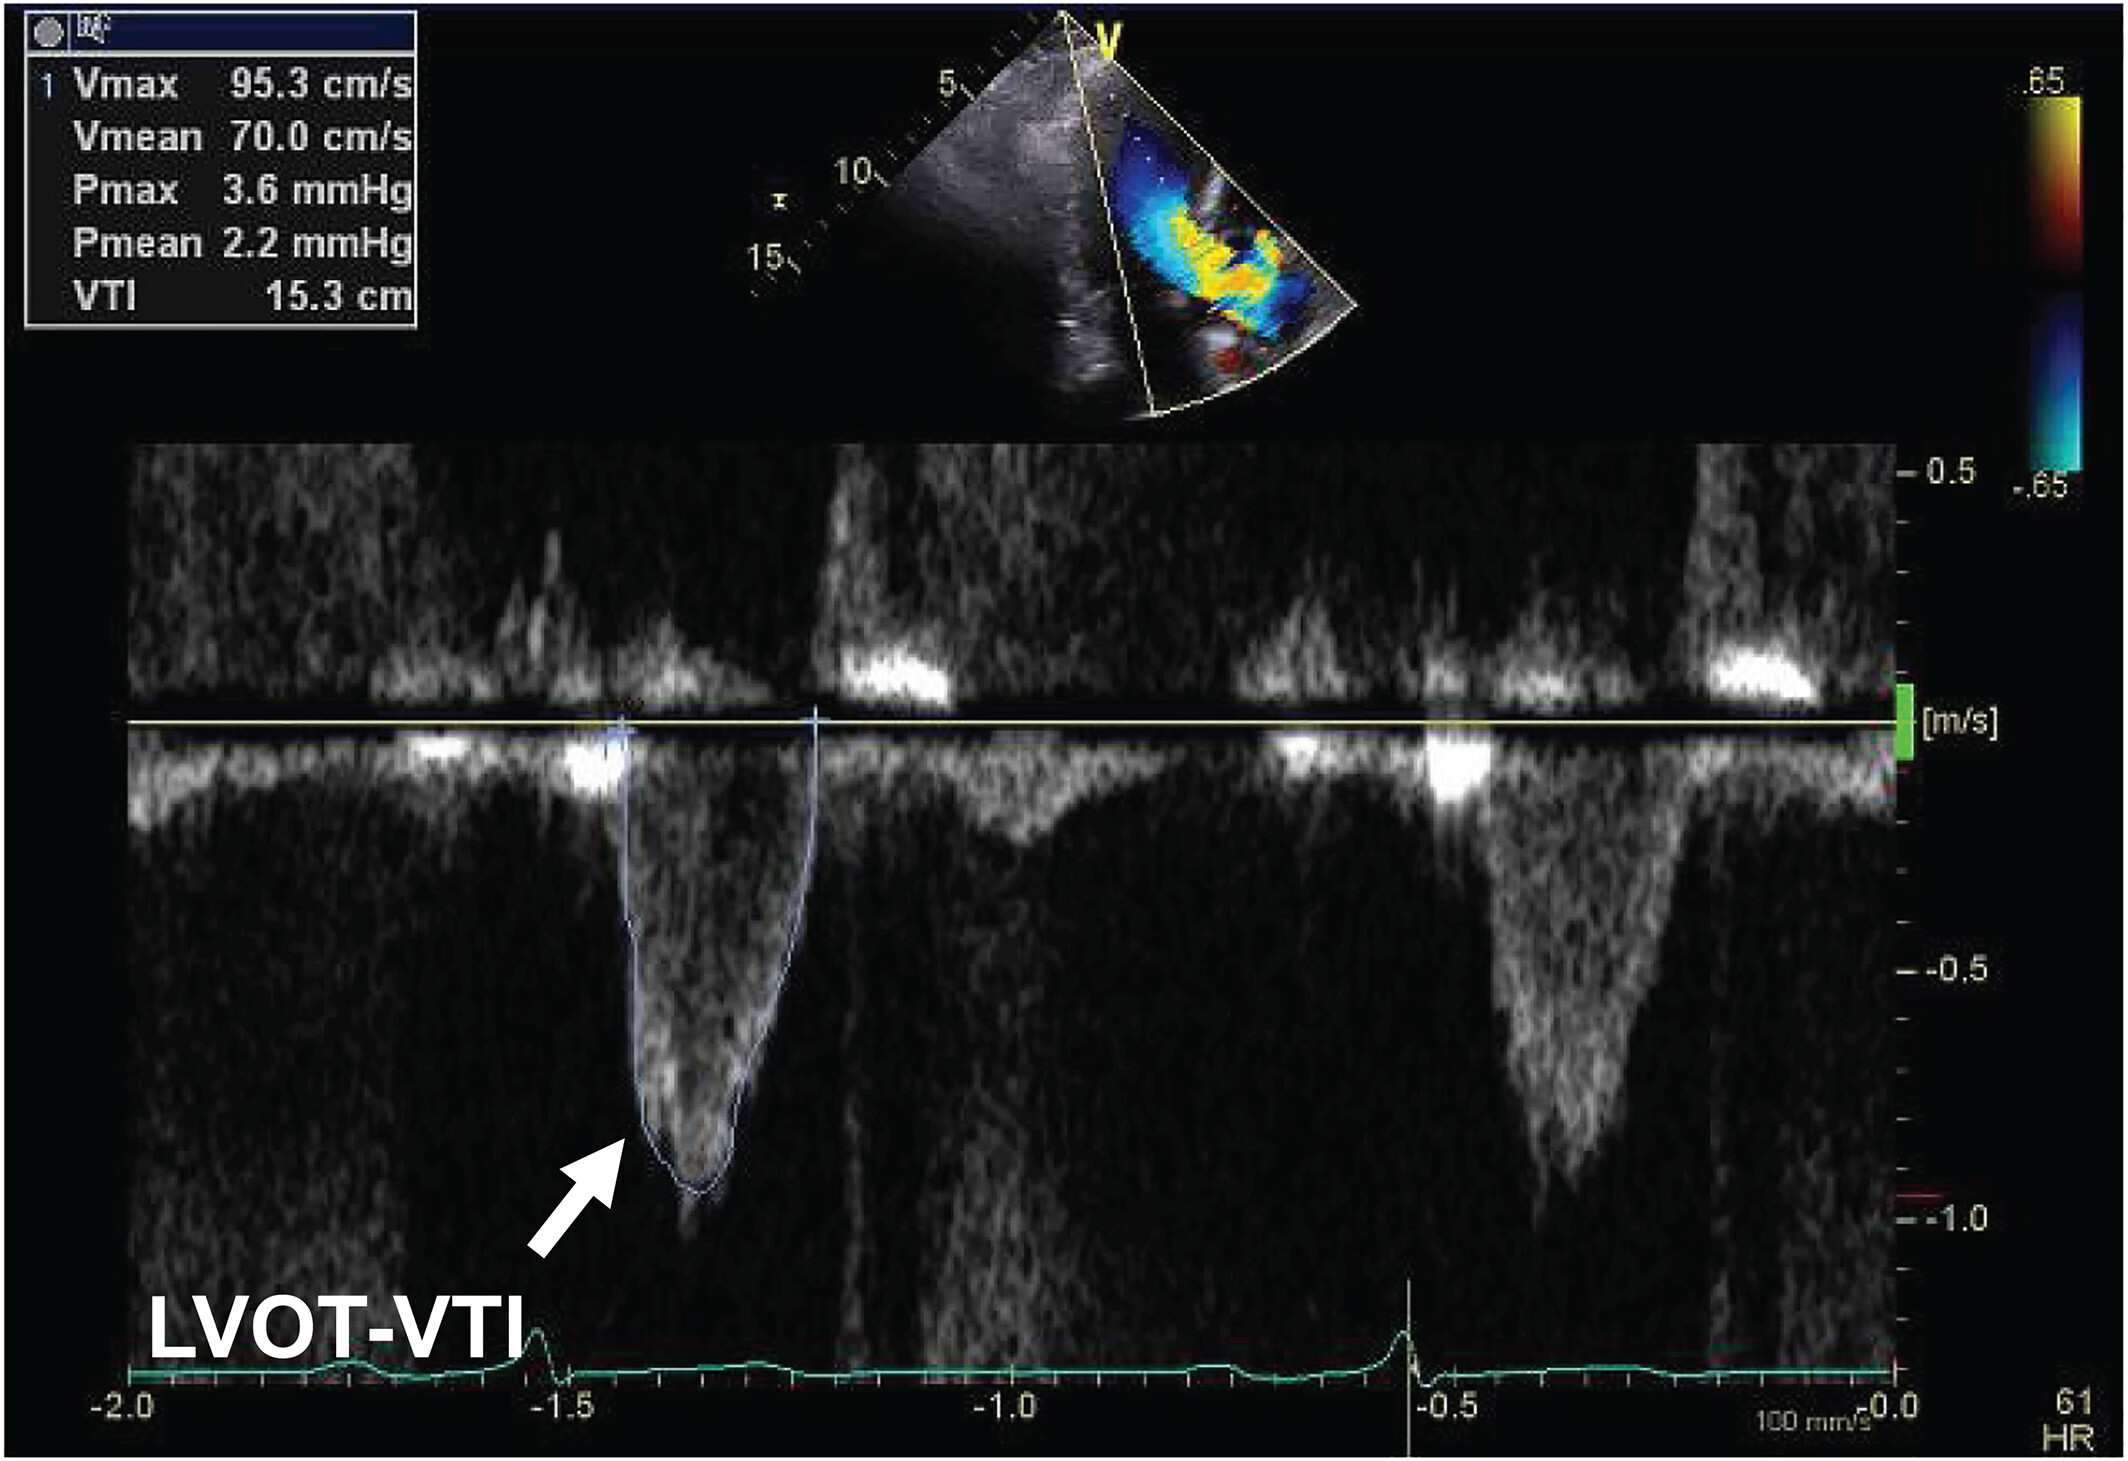 1 Vmax 95.3 cm/s
Vmean 70.0 cm/s
Pmax 3.6 mmHg
Pmean 2.2 mmHg
VTI 15.3 cm
V
5
10
15
.65
-.65
0.5
[m/s]
-0.5
-1.0
LVOT-VTI
-2.0 -1.5 -1.0 -0.5 -0.0
100 mm/s
61
HR